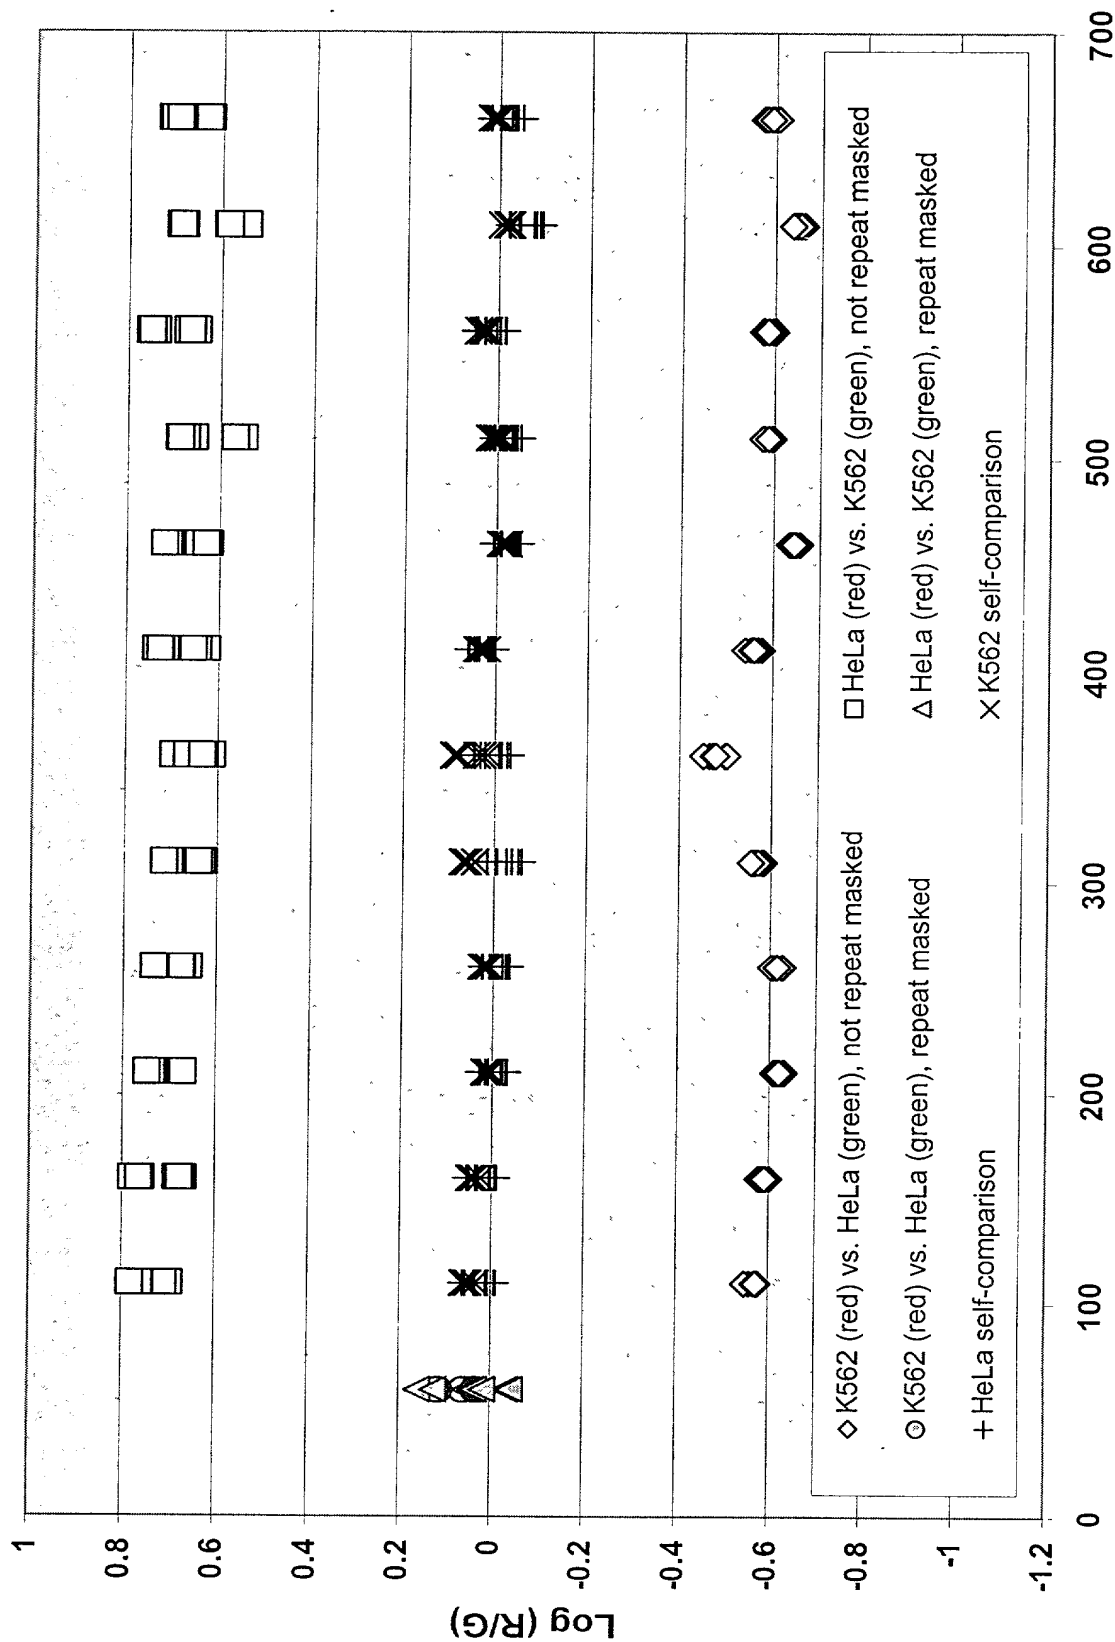 Log (R/G)
1
0.8
0.6
0.4
0.2
0
-0.2
-0.4
-0.6
-0.8
-1
-1.2
0
100
200
300
400
500
600
700
K562 (red) vs. HeLa (green), not repeat masked
HeLa (red) vs. K562 (green), not repeat masked
K562 (red) vs. HeLa (green), repeat masked
HeLa (red) vs. K562 (green), repeat masked
HeLa self-comparison
K562 self-comparison